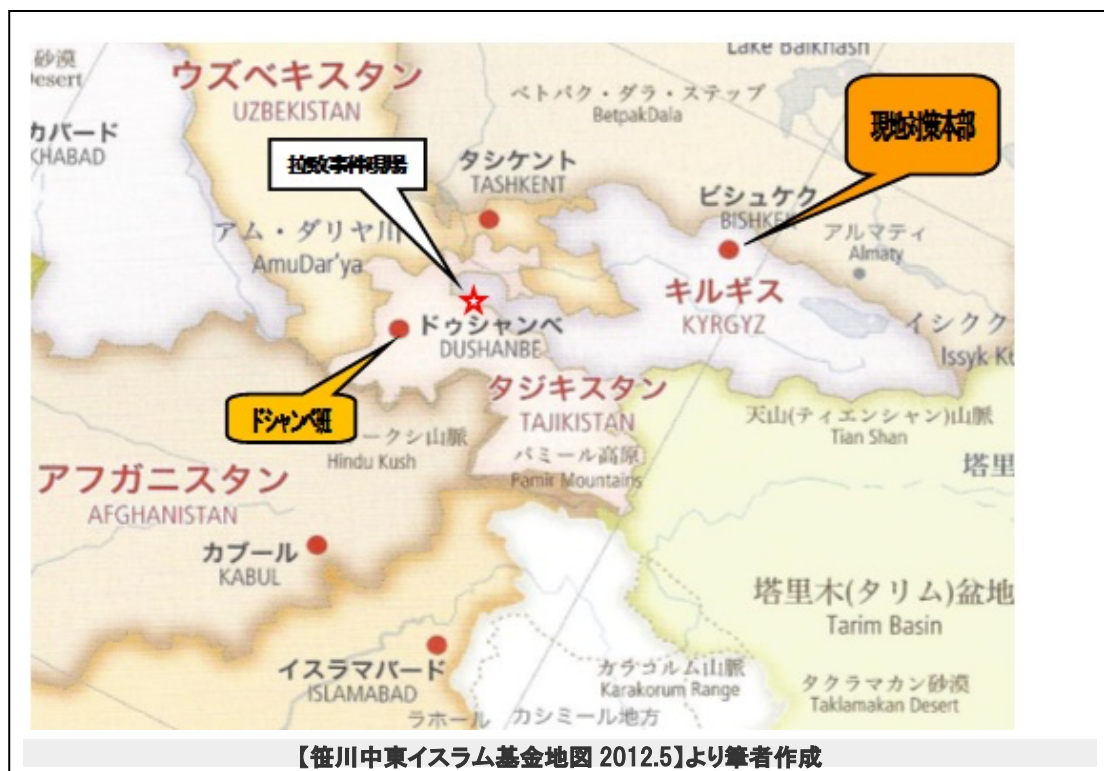 砂漠
Desert
ウズベキスタン
UZBEKISTAN
Lake Balkhash
ベトパク・ダラ・ステップ
BetpakDala
現地対策本部
カバード
KHABAD
拉致事件現場
タシケント
TASHKENT
ビシュケク
BISHKEK
アルマティ
Almaty
アム・ダリヤ川
AmuDar'ya
キルギス
KYRGYZ
イシクク
Issyk Ku
ドゥシャンベ
DUSHANBE
ドシャンベ班
タジキスタン
TAJIKISTAN
天山(ティエンシャン)山脈
Tian Shan
ークシ山脈
Hindu Kush
パミール高原
Pamir Mountains
塔里
アフガニスタン
AFGHANISTAN
カブール
KABUL
塔里木(タリム)盆地
Tarim Basin
イスラマバード
ISLAMABAD
カラコルム山脈
Karakorum Range
タクラマカン砂漠
Taklamakan Desert
ラホール
カシミール地方
【笹川中東イスラム基金地図 2012.5】より筆者作成